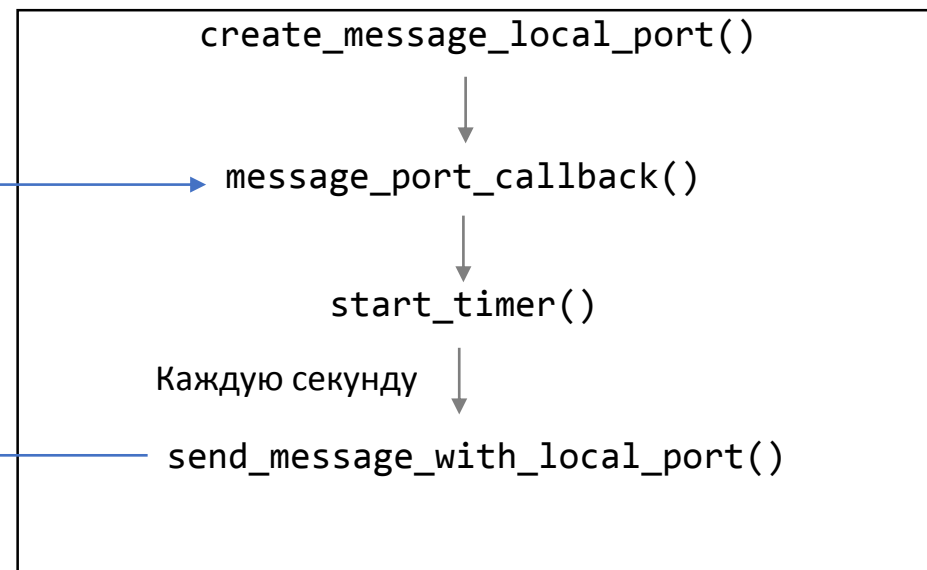 create_message_local_port()
message_port_callback()
start_timer()
Каждую секунду
send_message_with_local_port()